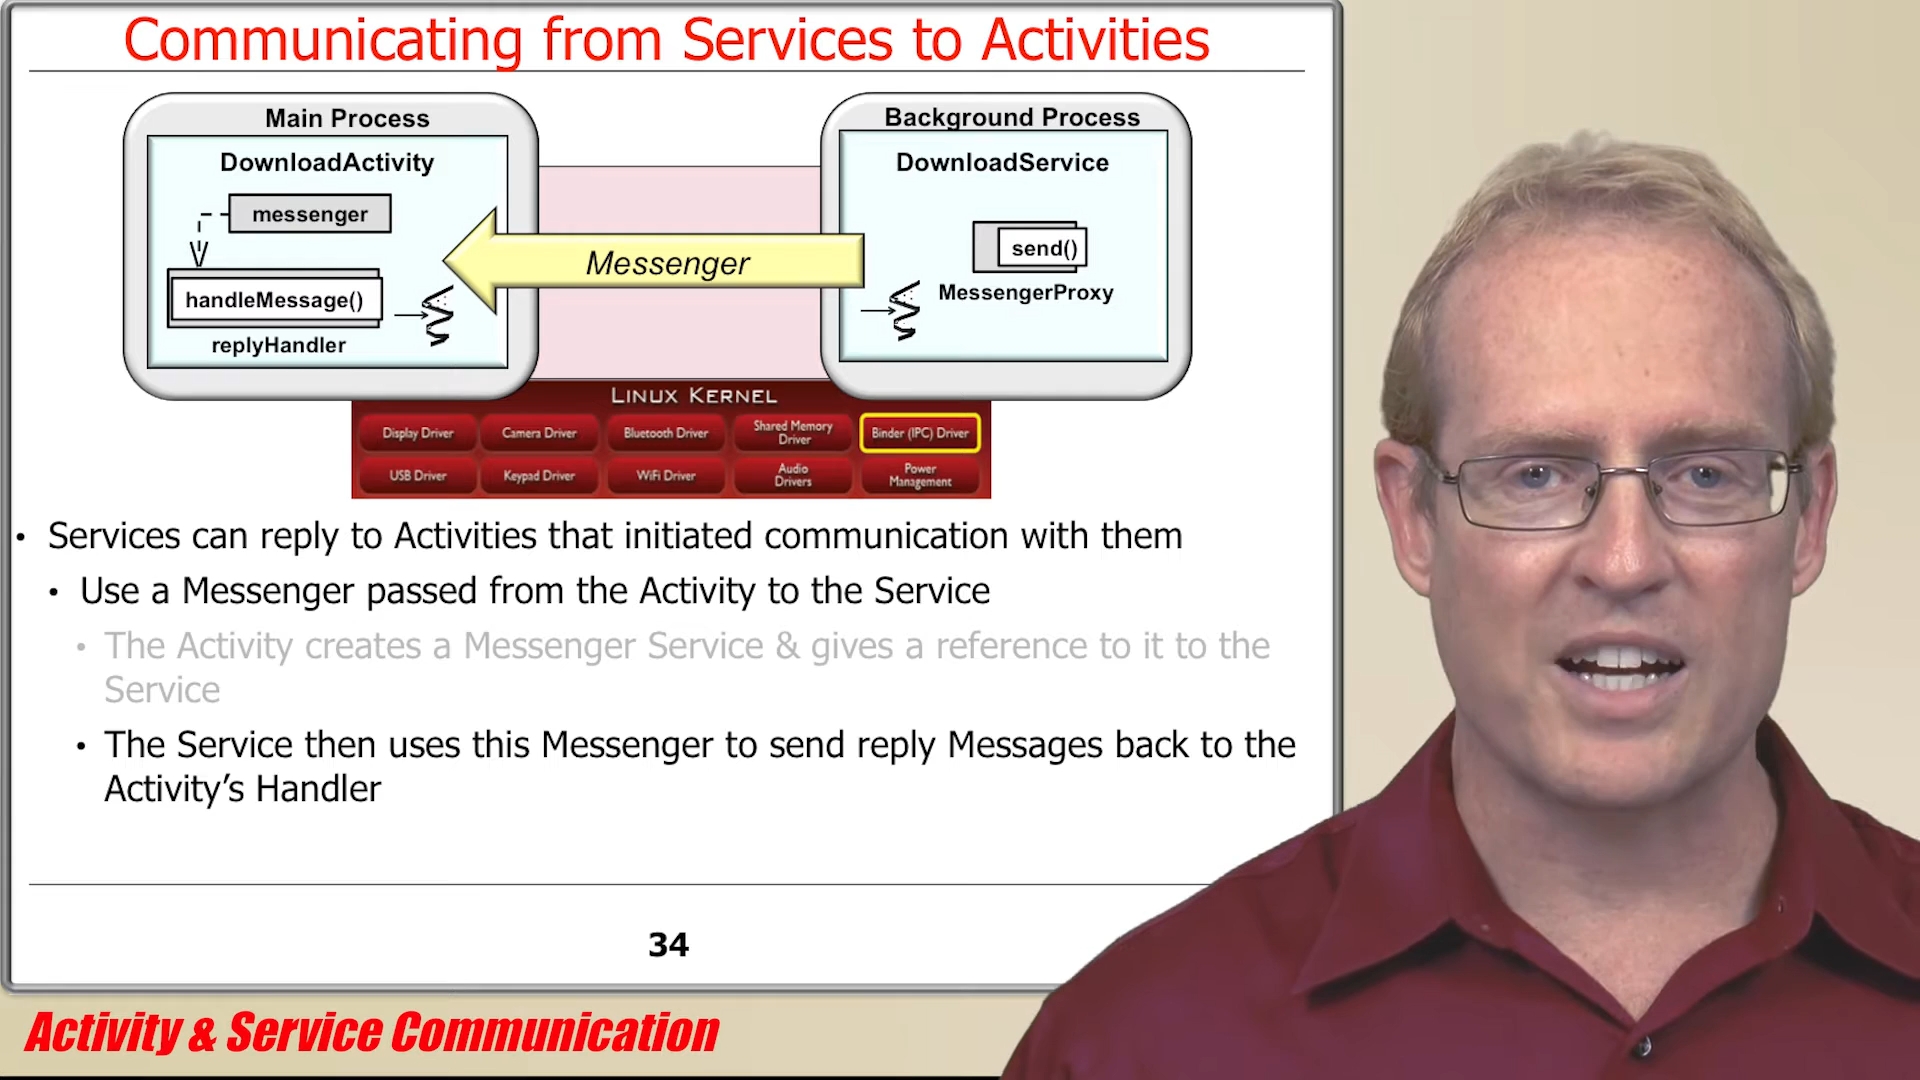 Communicating from Services to Activities
Main Process
Background Process
DownloadActivity
DownloadService
messenger
send()
Messenger
MessengerProxy
handleMessage()
replyHandler
LINUX KERNEL
Display Driver
Camera Driver
Bluetooth Driver
Shared Memory
Driver
Binder (IPC) Driver
USB Driver
Keypad Driver
WiFi Driver
Audio
Drivers
Power
Management
• Services can reply to Activities that initiated communication with them
• Use a Messenger passed from the Activity to the Service
• The Activity creates a Messenger Service & gives a reference to it to the
Service
• The Service then uses this Messenger to send reply Messages back to the
Activity’s Handler
34
Activity & Service Communication